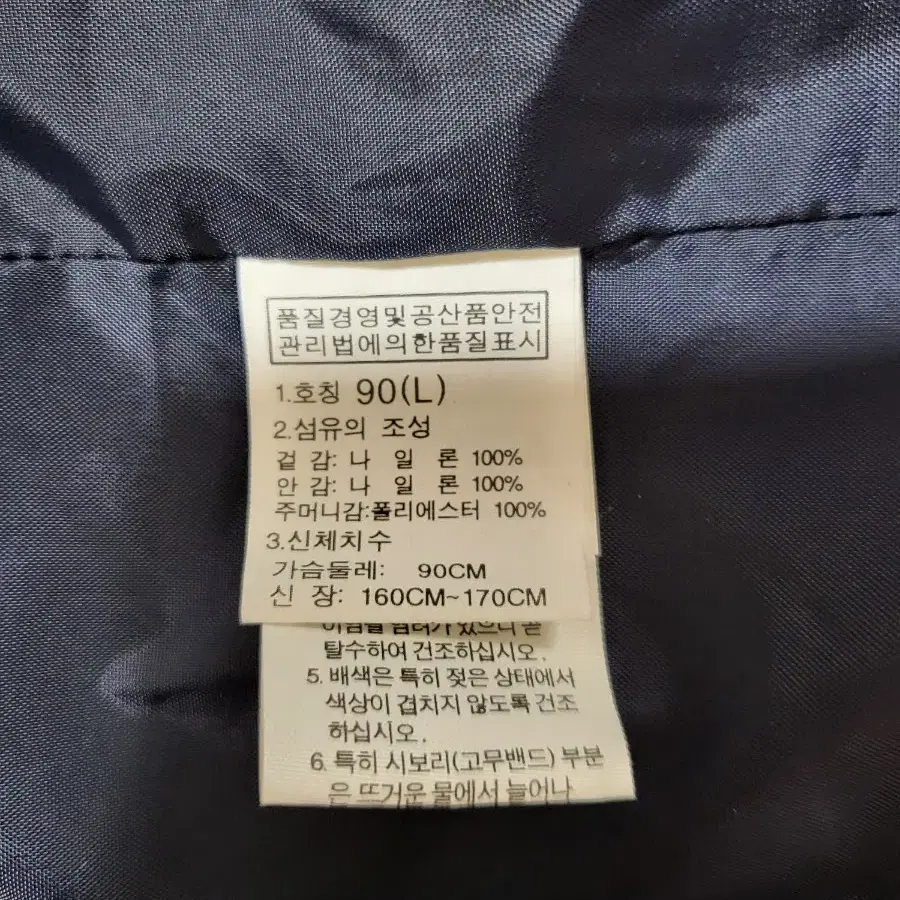 품질경영및공산품안전
관리법에의한품질표시
1.호칭 90(L)
2.섬유의 조성
겉 감: 나 일 론 100%
안 감: 나 일 론 100%
주머니감:폴리에스터 100%
3.신체치수
가슴둘레: 90CM
신 장: 160CM~170CM
탈수하여 건조하십시오.
5. 배색은 특히 젖은 상태에서
색상이 겹치지 않도록 건조
하십시오.
6. 특히 시보리(고무밴드) 부분
은 뜨거운 물에서 늘어나